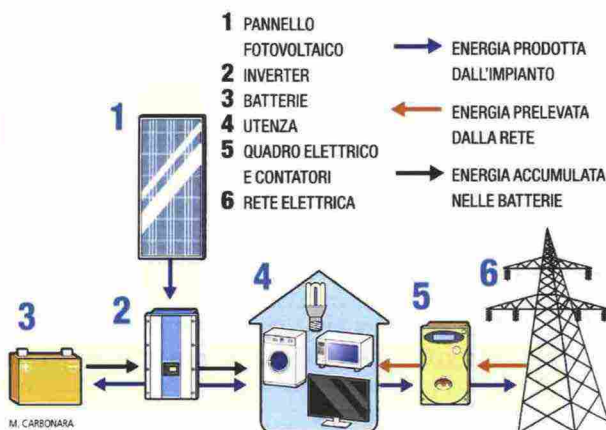 1 PANNELLO
FOTOVOLTAICO
2 INVERTER
3 BATTERIE
4 UTENZA
5 QUADRO ELETTRICO
E CONTATORI
6 RETE ELETTRICA
ENERGIA PRODOTTA
DALL'IMPIANTO
ENERGIA PRELEVATA
DALLA RETE
ENERGIA ACCUMULATA
NELLE BATTERIE
1
2
3
4
5
6
M. CARBONARA